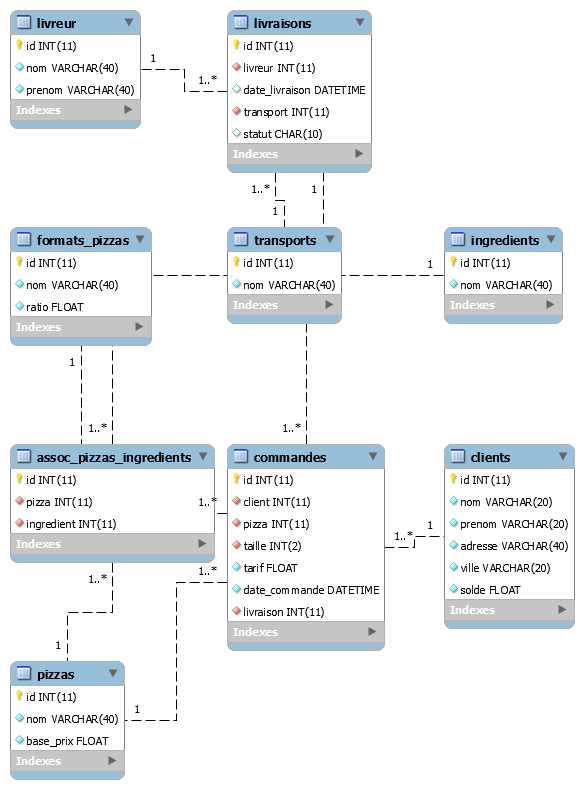 livreur
id INT(11)
nom VARCHAR(40)
prenom VARCHAR(40)
Indexes
1
1..*
livraisons
id INT(11)
livreur INT(11)
date_livraison DATETIME
transport INT(11)
statut CHAR(10)
Indexes
1..*
1
1
formats_pizzas
id INT(11)
nom VARCHAR(40)
ratio FLOAT
Indexes
transports
id INT(11)
nom VARCHAR(40)
Indexes
1
ingredients
id INT(11)
nom VARCHAR(40)
Indexes
1
1..*
1..*
assoc_pizzas_ingredients
id INT(11)
pizza INT(11)
ingredient INT(11)
Indexes
1..*
commandes
id INT(11)
client INT(11)
pizza INT(11)
taille INT(2)
tarif FLOAT
date_commande DATETIME
livraison INT(11)
Indexes
1..*
1
clients
id INT(11)
nom VARCHAR(20)
prenom VARCHAR(20)
adresse VARCHAR(40)
ville VARCHAR(20)
solde FLOAT
Indexes
1..*
1..*
1
pizzas
id INT(11)
nom VARCHAR(40)
base_prix FLOAT
Indexes
1